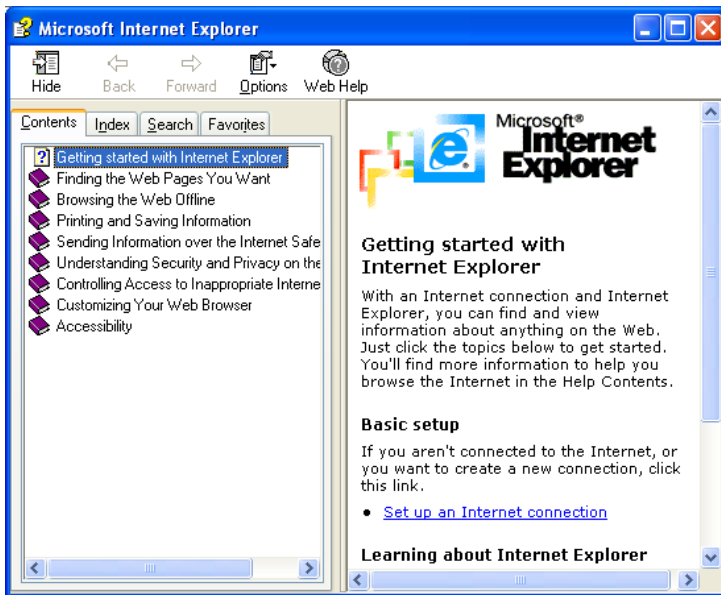 Microsoft Internet Explorer
Hide Back Forward Options Web Help
Contents Index Search Favorites
Getting started with Internet Explorer
Finding the Web Pages You Want
Browsing the Web Offline
Printing and Saving Information
Sending Information over the Internet Safe
Understanding Security and Privacy on the
Controlling Access to Inappropriate Interne
Customizing Your Web Browser
Accessibility
Microsoft®
Internet
Explorer
Getting started with
Internet Explorer
With an Internet connection and Internet
Explorer, you can find and view
information about anything on the Web.
Just click the topics below to get started.
You'll find more information to help you
browse the Internet in the Help Contents.
Basic setup
If you aren't connected to the Internet, or
you want to create a new connection, click
this link.
• Set up an Internet connection
Learning about Internet Explorer